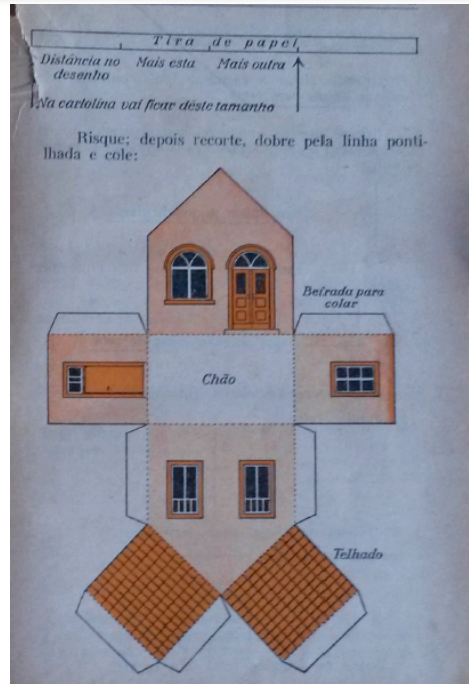 Tira de papel
Distância no Mais esta Mais outra
desenho
Na cartolina vai ficar deste tamanho
Risque; depois recorte, dobre pela linha ponti-
lhada e cole:
Beirada para
colar
Chão
Telhado